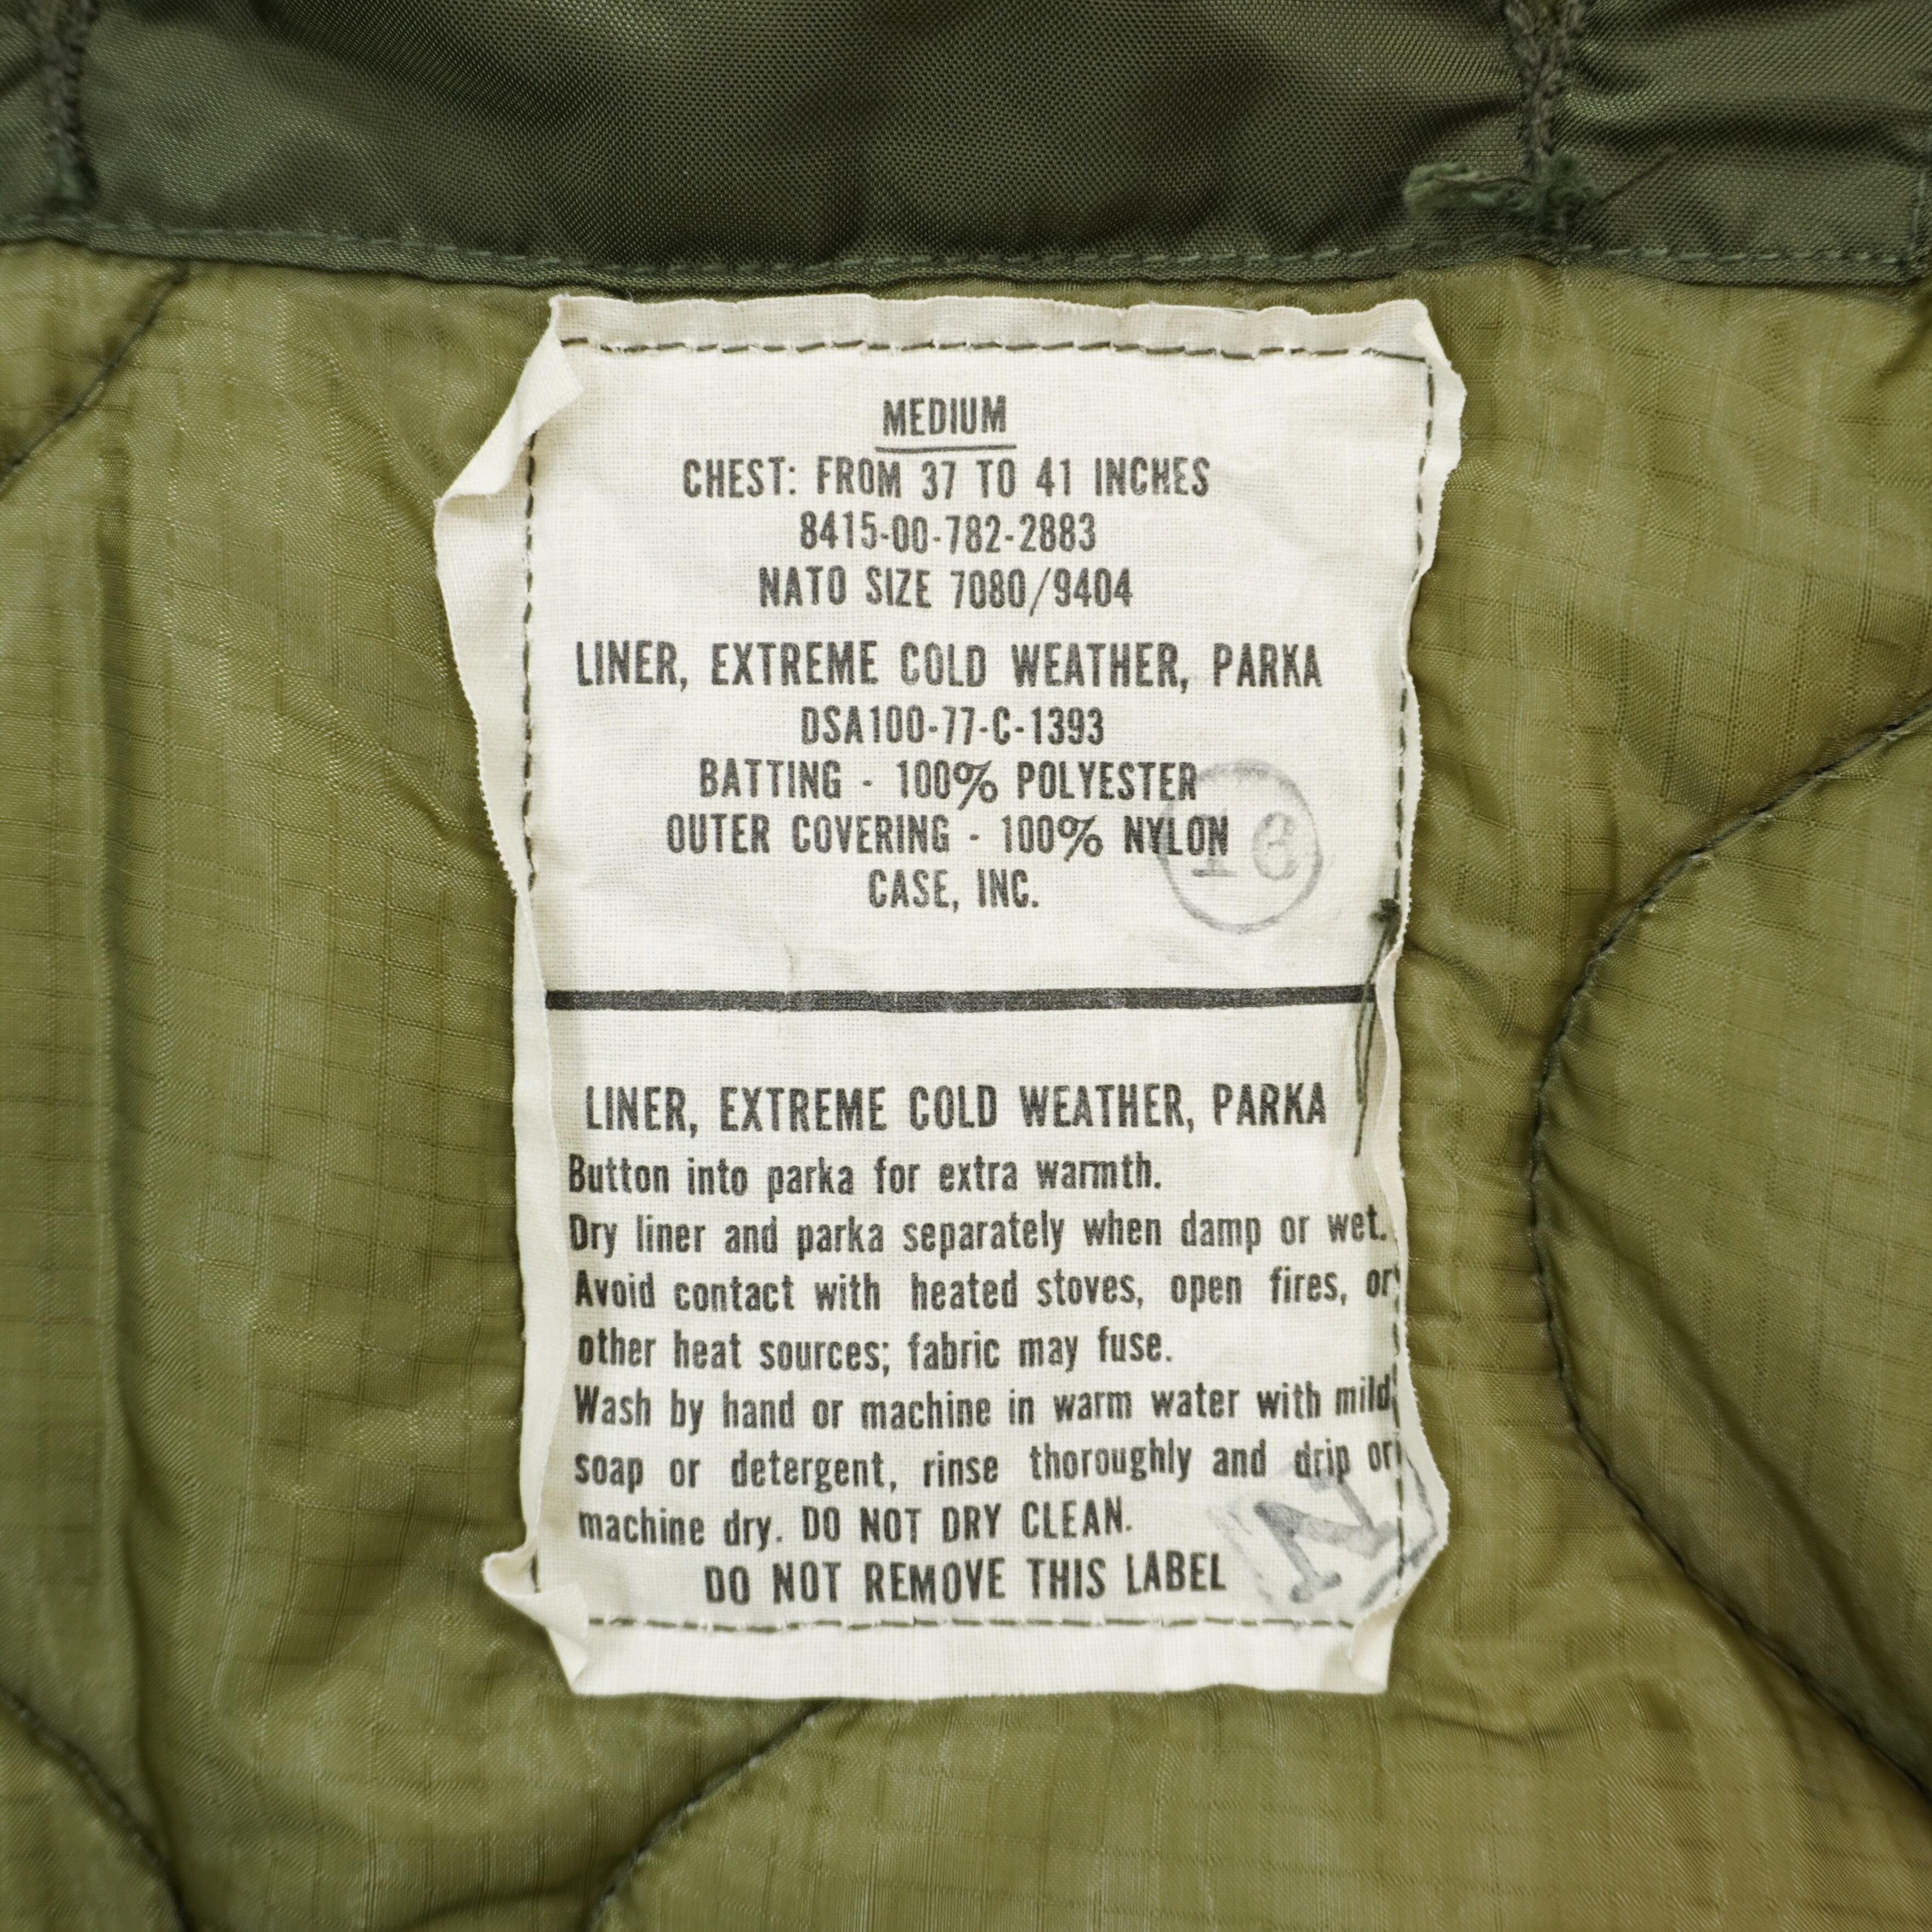 MEDIUM
CHEST: FROM 37 TO 41 INCHES
8415-00-782-2883
NATO SIZE 7080/9404
LINER, EXTREME COLD WEATHER, PARKA
DSA100-77-C-1393
BATTING - 100% POLYESTER
OUTER COVERING - 100% NYLON
16
CASE, INC.
LINER, EXTREME COLD WEATHER, PARKA
Button into parka for extra warmth.
Dry liner and parka separately when damp or wet.
Avoid contact with heated stoves, open fires, or
other heat sources; fabric may fuse.
Wash by hand or machine in warm water with mild
soap or detergent, rinse thoroughly and drip or
machine dry. DO NOT DRY CLEAN.
N
DO NOT REMOVE THIS LABEL